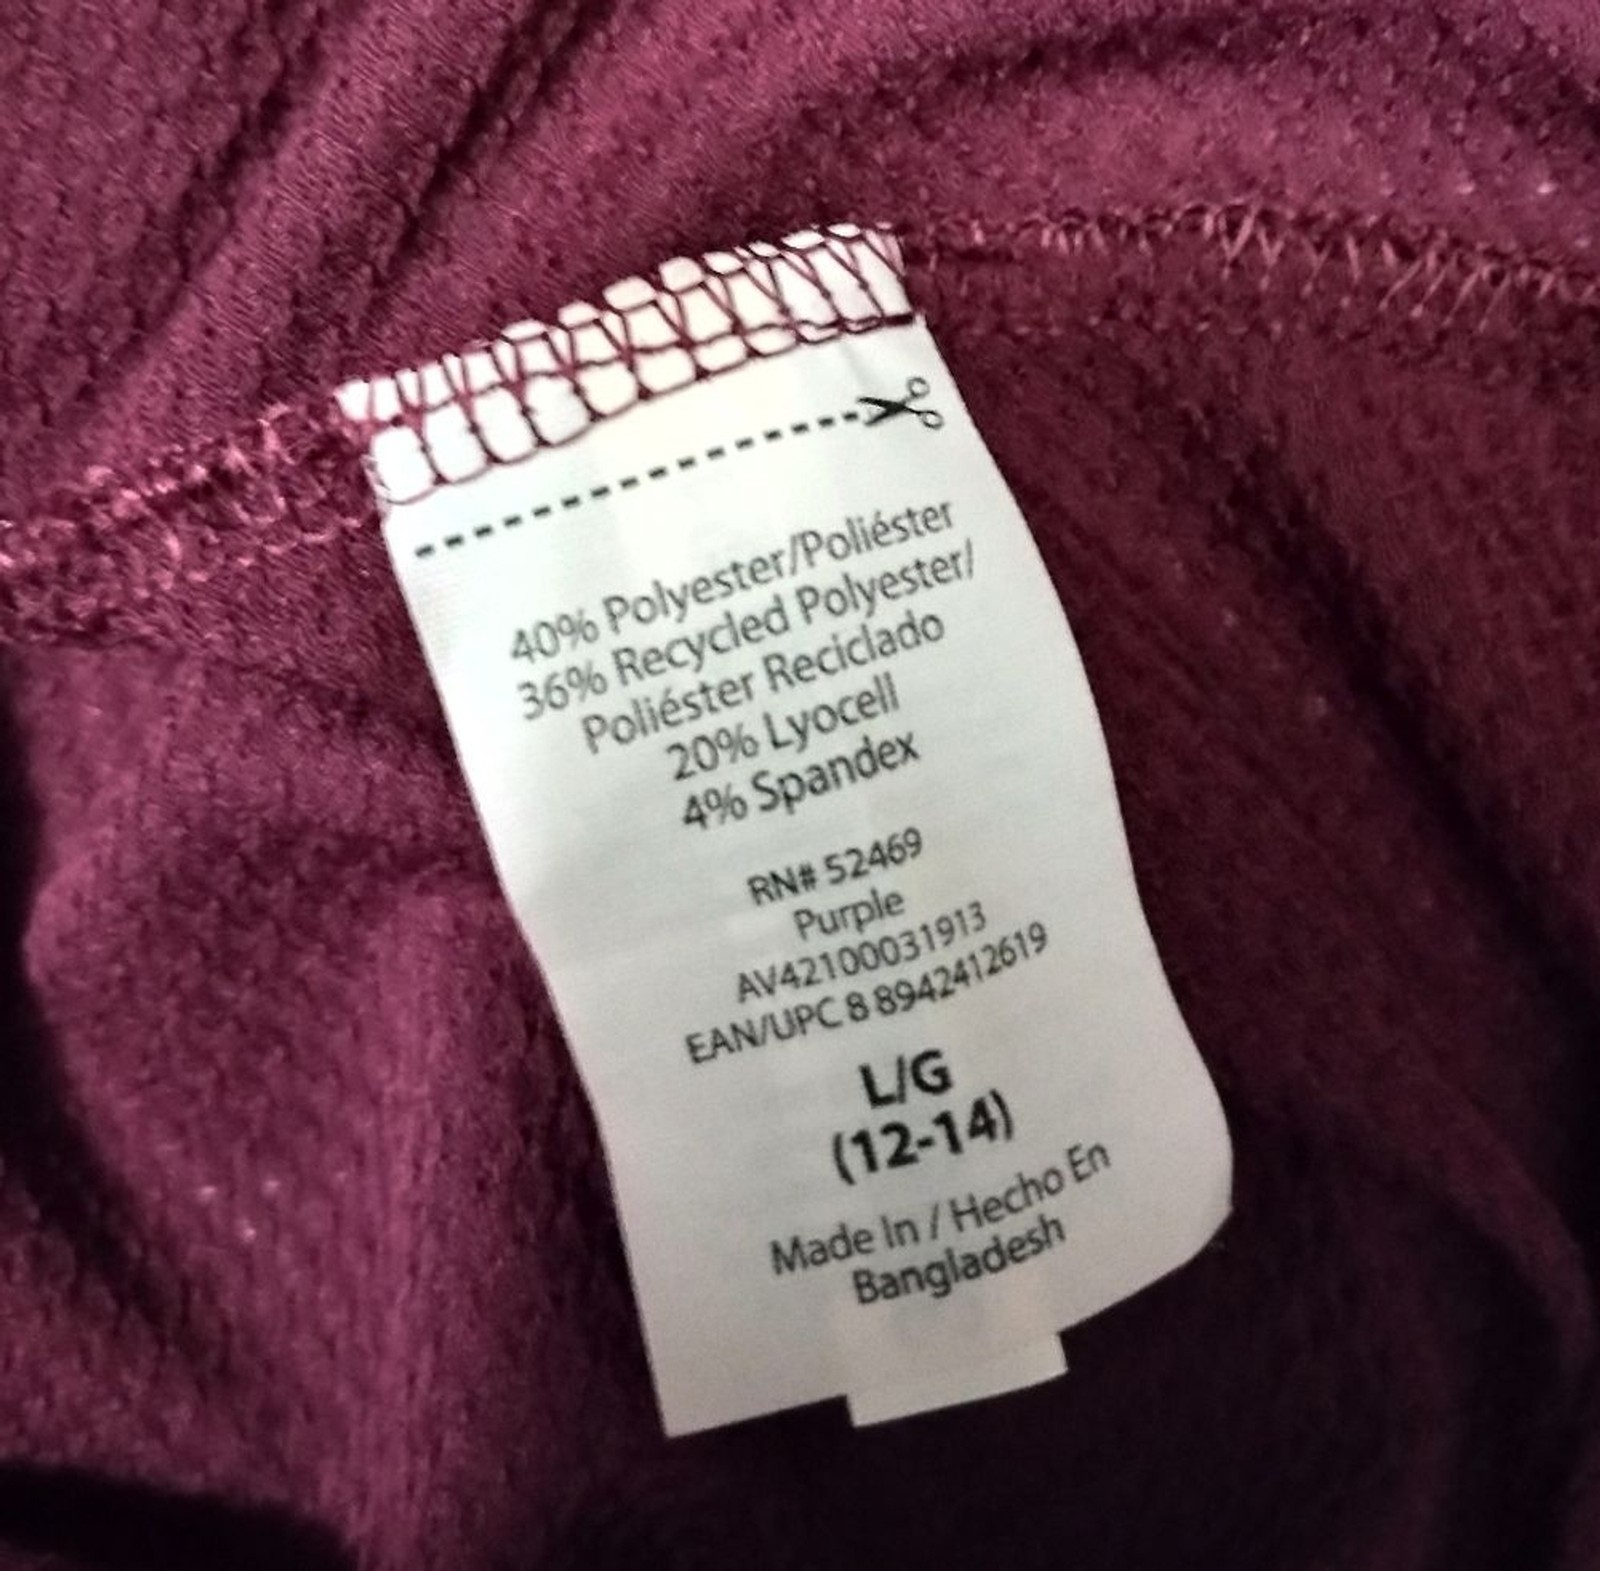 40% Polyester/Poliéster
36% Recycled Polyester/
Poliéster Reciclado
20% Lyocell
4% Spandex
RN# 52469
Purple
AV42100031913
EAN/UPC 8 8942412619
L/G
(12-14)
Made In / Hecho En
Bangladesh